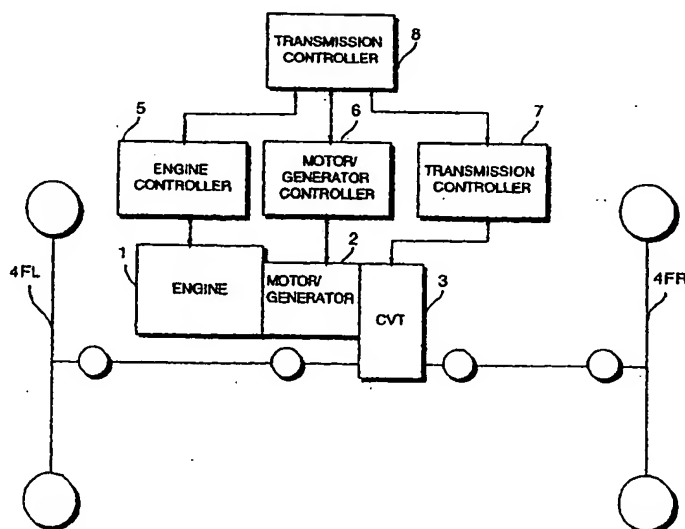 TRANSMISSION
CONTROLLER
8
5
6
7
ENGINE
CONTROLLER
MOTOR/
GENERATOR
CONTROLLER
TRANSMISSION
CONTROLLER
4FL
1
ENGINE
2
MOTOR/
GENERATOR
CVT
3
4FR